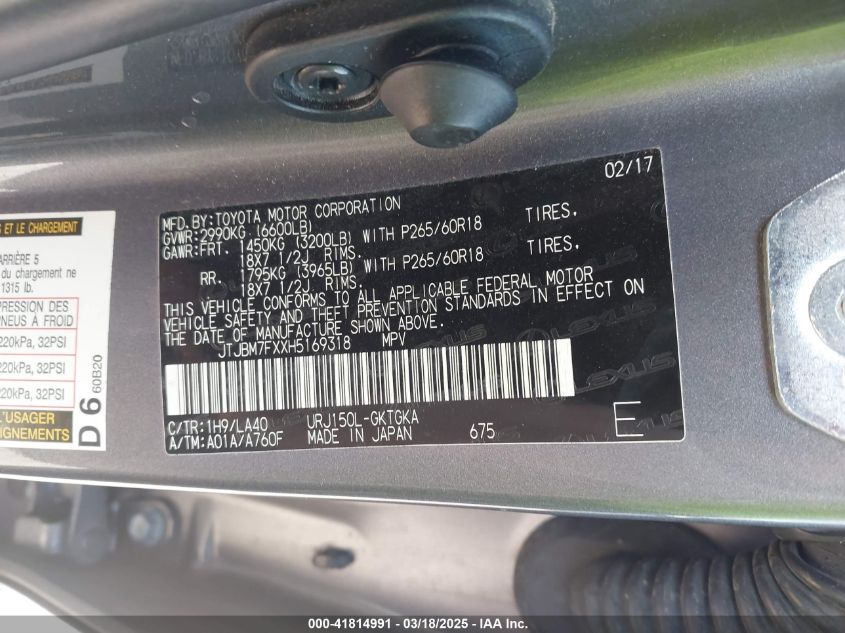 02/17
MFD.BY:TOYOTA MOTOR CORPORATION
GVWR:2990KG (6600LB)
GAWR:FRT. 1450KG (3200LB) WITH P265/60R18 TIRES,
18X7 1/2J RIMS.
RR. 1795KG (3965LB) WITH P265/60R18 TIRES,
18X7 1/2J RIMS.
THIS VEHICLE CONFORMS TO ALL APPLICABLE FEDERAL MOTOR
VEHICLE SAFETY AND THEFT PREVENTION STANDARDS IN EFFECT ON
THE DATE OF MANUFACTURE SHOWN ABOVE.
JTJBM7FXXH5169318 MPV
LEXUS
C/TR:1H9/LA40 URJ150L-GKTGKA
A/TM:A01A/A760F MADE IN JAPAN 675 E
S ET LE CHARGEMENT
ARRIÈRE 5
du chargement ne
1315 lb.
PRESSION DES
PNEUS À FROID
220kPa, 32PSI
220kPa, 32PSI
220kPa, 32PSI
L'USAGER
D6 60B20
000-41814991 - 03/18/2025 - IAA Inc.